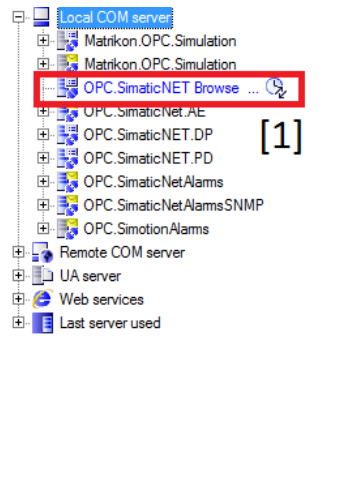 Local COM server
Matrikon.OPC.Simulation
Matrikon.OPC.Simulation
OPC.SimaticNET Browse ...
OPC.SimaticNet.AE
OPC.SimaticNET.DP
[1]
OPC.SimaticNET.PD
OPC.SimaticNetAlarms
OPC.SimaticNetAlarmsSNMP
OPC.SimotionAlarms
Remote COM server
UA server
Web services
Last server used